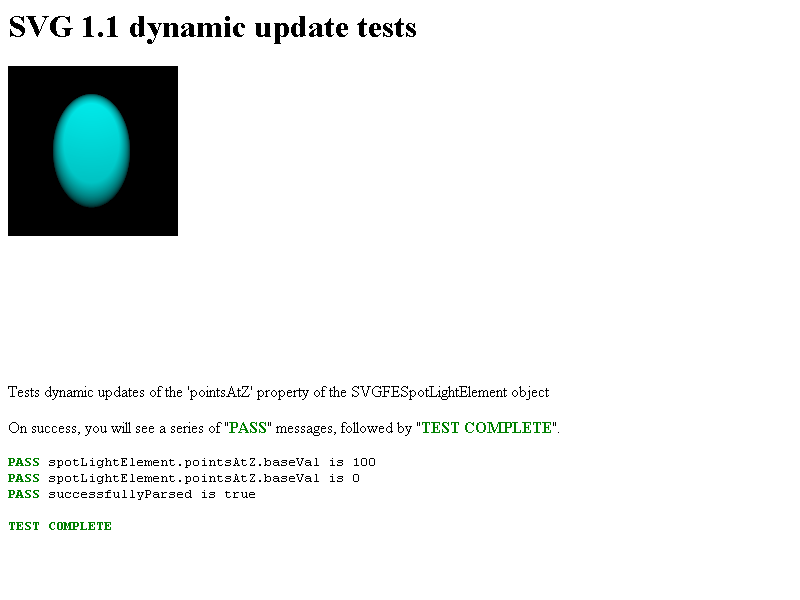 SVG 1.1 dynamic update tests
Tests dynamic updates of the 'pointsAtZ' property of the SVGFESpotLightElement object
On success, you will see a series of "PASS" messages, followed by "TEST COMPLETE".
PASS spotLightElement.pointsAtZ.baseVal is 100
PASS spotLightElement.pointsAtZ.baseVal is 0
PASS successfullyParsed is true
TEST COMPLETE